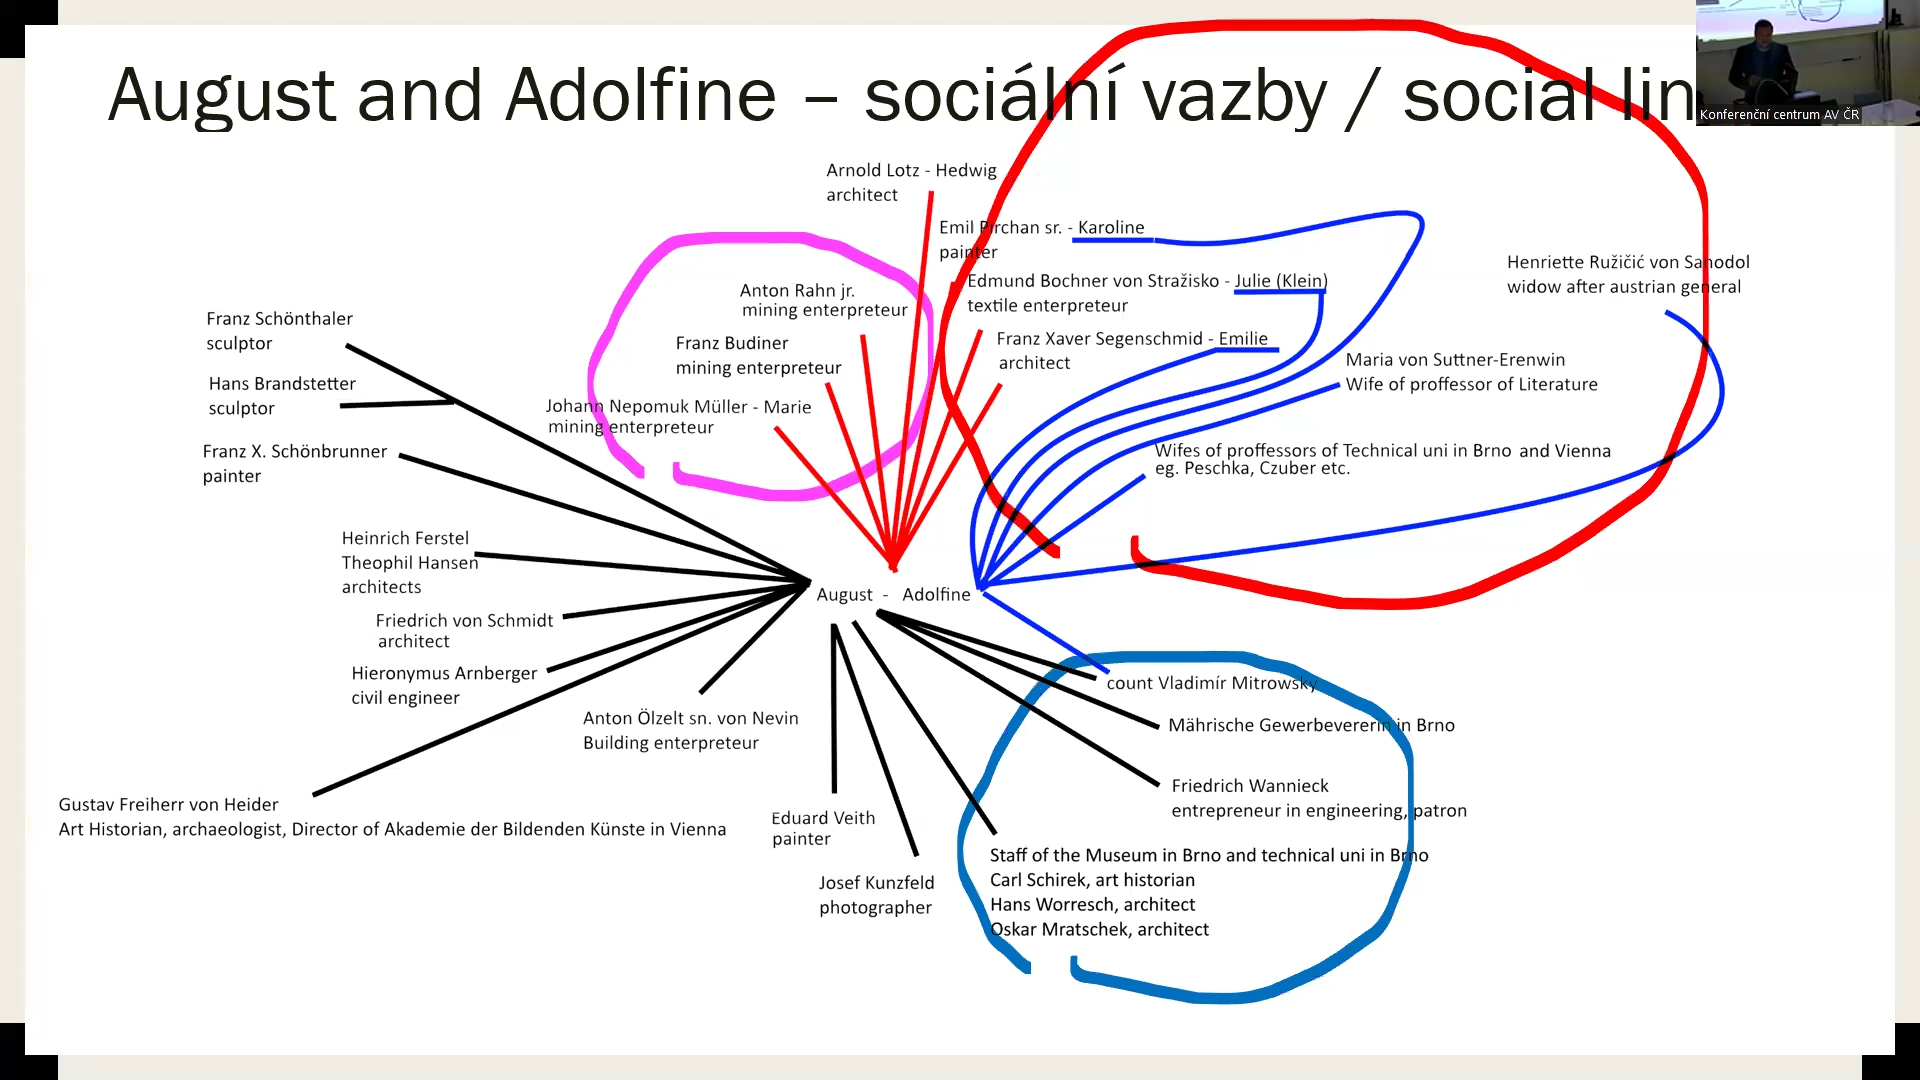 August and Adolfine – sociální vazby / social lin
Konferenční centrum AV ČR
Arnold Lotz - Hedwig
architect
Emil Pirchan sr. - Karoline
painter
Edmund Bochner von Stražisko - Julie (Klein)
textile enterpreteur
Henriette Ružičić von Sanodol
widow after austrian general
Anton Rahn jr.
mining enterpreteur
Franz Schönthaler
sculptor
Franz Budiner
mining enterpreteur
Franz Xaver Segenschmid - Emilie
architect
Maria von Suttner-Erenwin
Wife of proffessor of Literature
Hans Brandstetter
sculptor
Johann Nepomuk Müller - Marie
mining enterpreteur
Franz X. Schönbrunner
painter
Wifes of proffessors of Technical uni in Brno and Vienna
eg. Peschka, Czuber etc.
Heinrich Ferstel
Theophil Hansen
architects
August - Adolfine
Friedrich von Schmidt
architect
Hieronymus Arnberger
civil engineer
count Vladimír Mitrowsky
Anton Ölzelt sn. von Nevin
Building enterpreteur
Mährische Gewerbevererin in Brno
Friedrich Wannieck
entrepreneur in engineering, patron
Gustav Freiherr von Heider
Art Historian, archaeologist, Director of Akademie der Bildenden Künste in Vienna
Eduard Veith
painter
Josef Kunzfeld
photographer
Staff of the Museum in Brno and technical uni in Brno
Carl Schirek, art historian
Hans Worresch, architect
Oskar Mratschek, architect